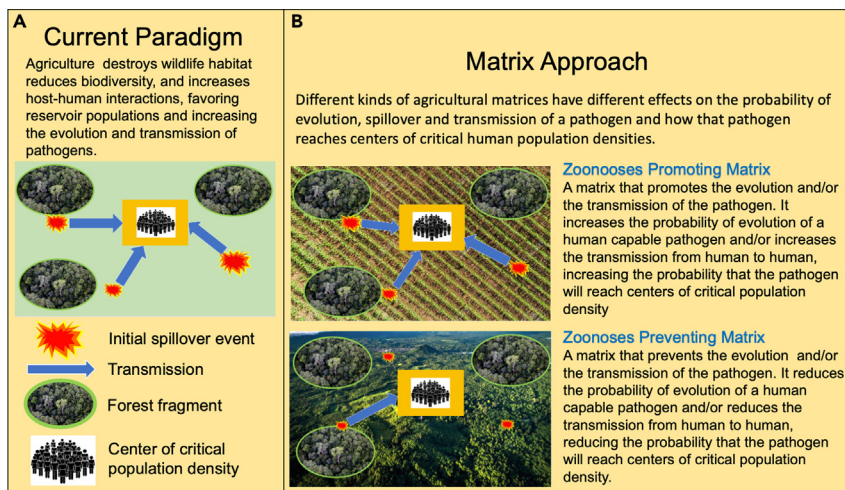 A
Current Paradigm
Agriculture destroys wildlife habitat
reduces biodiversity, and increases
host-human interactions, favoring
reservoir populations and increasing
the evolution and transmission of
pathogens.
Initial spillover event
Transmission
Forest fragment
Center of critical
population density
B
Matrix Approach
Different kinds of agricultural matrices have different effects on the probability of
evolution, spillover and transmission of a pathogen and how that pathogen
reaches centers of critical human population densities.
Zoonooses Promoting Matrix
A matrix that promotes the evolution and/or
the transmission of the pathogen. It
increases the probability of evolution of a
human capable pathogen and/or increases
the transmission from human to human,
increasing the probability that the pathogen
will reach centers of critical population
density
Zoonoses Preventing Matrix
A matrix that prevents the evolution and/or
the transmission of the pathogen. It reduces
the probability of evolution of a human
capable pathogen and/or reduces the
transmission from human to human,
reducing the probability that the pathogen
will reach centers of critical population
density.